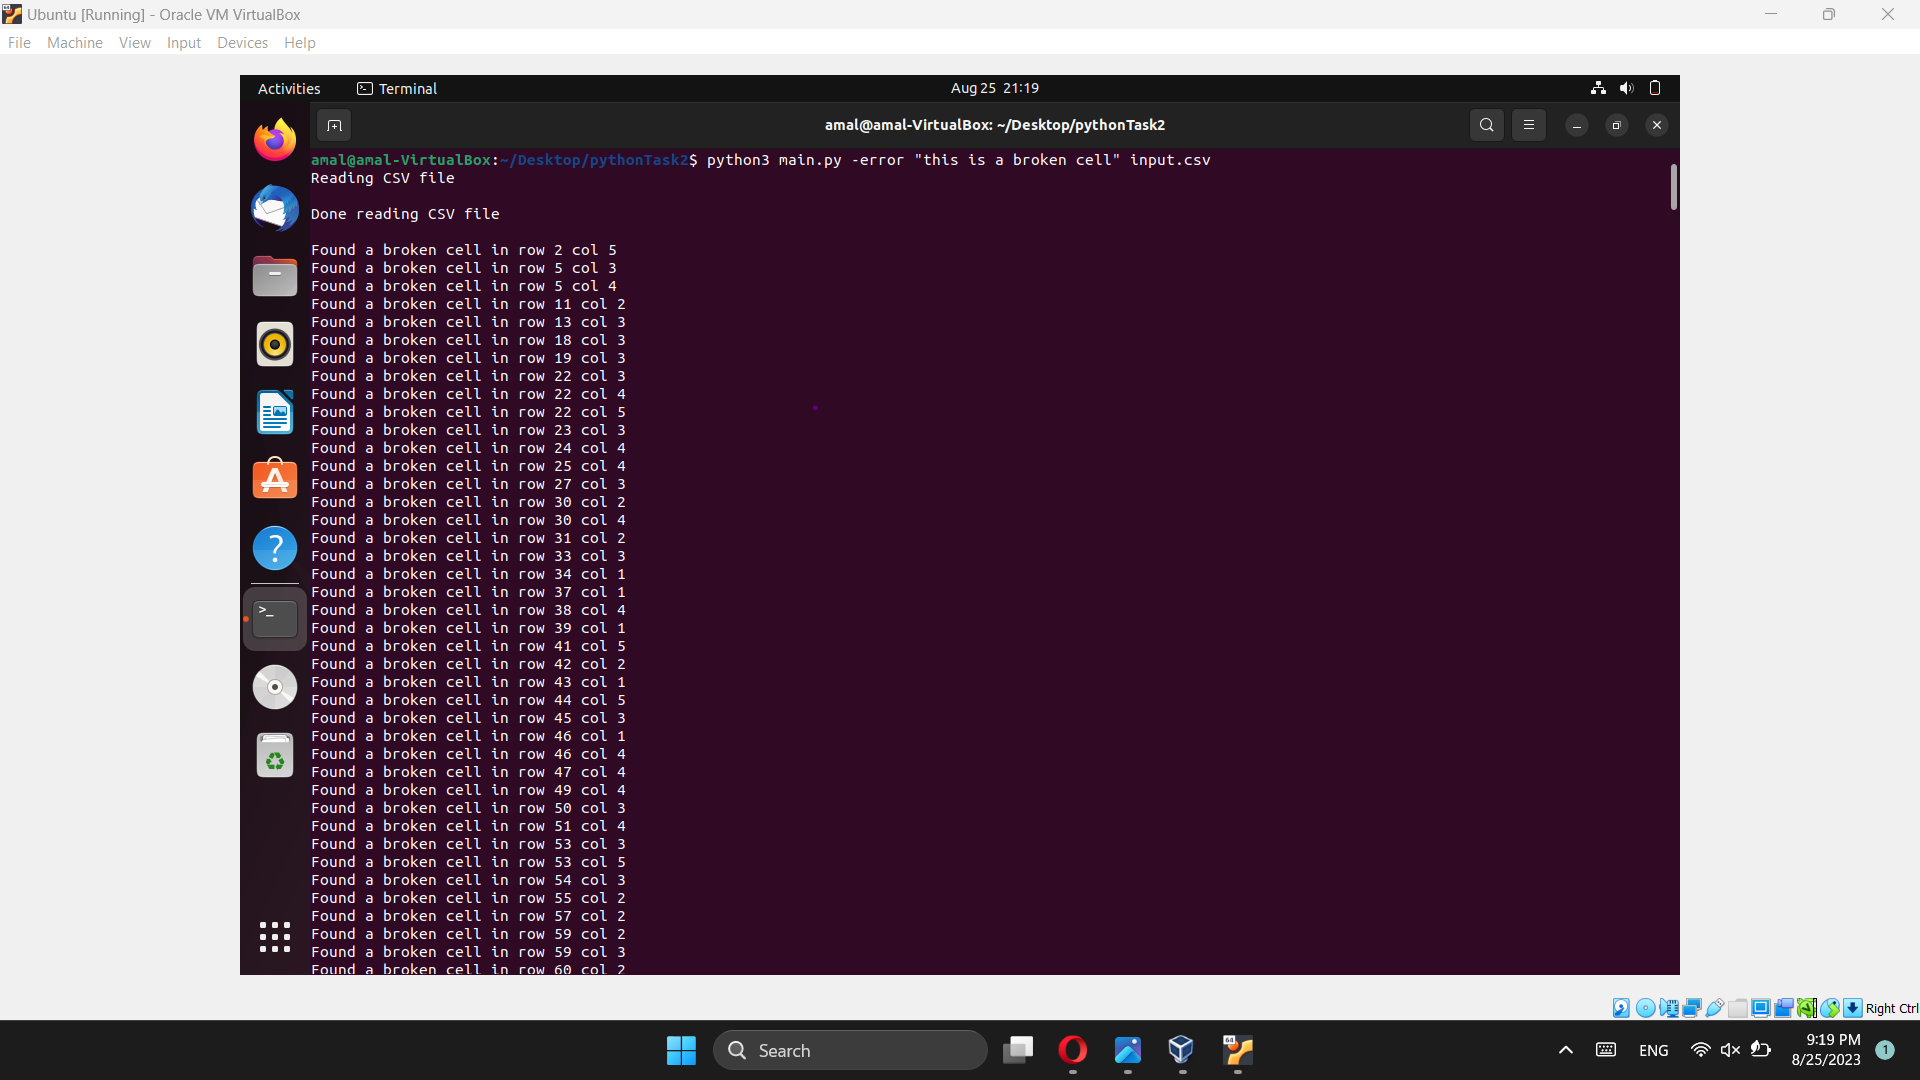 Ubuntu [Running] - Oracle VM VirtualBox
File Machine View Input Devices Help
Activities Terminal Aug 25 21:19
amal@amal-VirtualBox: ~/Desktop/pythonTask2
amal@amal-VirtualBox:~/Desktop/pythonTask2$ python3 main.py -error "this is a broken cell" input.csv
Reading CSV file
Done reading CSV file
Found a broken cell in row 2 col 5
Found a broken cell in row 5 col 3
Found a broken cell in row 5 col 4
Found a broken cell in row 11 col 2
Found a broken cell in row 13 col 3
Found a broken cell in row 18 col 3
Found a broken cell in row 19 col 3
Found a broken cell in row 22 col 3
Found a broken cell in row 22 col 4
Found a broken cell in row 22 col 5
Found a broken cell in row 23 col 3
Found a broken cell in row 24 col 4
Found a broken cell in row 25 col 4
Found a broken cell in row 27 col 3
Found a broken cell in row 30 col 2
Found a broken cell in row 30 col 4
Found a broken cell in row 31 col 2
Found a broken cell in row 33 col 3
Found a broken cell in row 34 col 1
Found a broken cell in row 37 col 1
Found a broken cell in row 38 col 4
Found a broken cell in row 39 col 1
Found a broken cell in row 41 col 5
Found a broken cell in row 42 col 2
Found a broken cell in row 43 col 1
Found a broken cell in row 44 col 5
Found a broken cell in row 45 col 3
Found a broken cell in row 46 col 1
Found a broken cell in row 46 col 4
Found a broken cell in row 47 col 4
Found a broken cell in row 49 col 4
Found a broken cell in row 50 col 3
Found a broken cell in row 51 col 4
Found a broken cell in row 53 col 3
Found a broken cell in row 53 col 5
Found a broken cell in row 54 col 3
Found a broken cell in row 55 col 2
Found a broken cell in row 57 col 2
Found a broken cell in row 59 col 2
Found a broken cell in row 59 col 3
Found a broken cell in row 60 col 2
Right Ctrl
Search
64
ENG
9:19 PM
8/25/2023
1